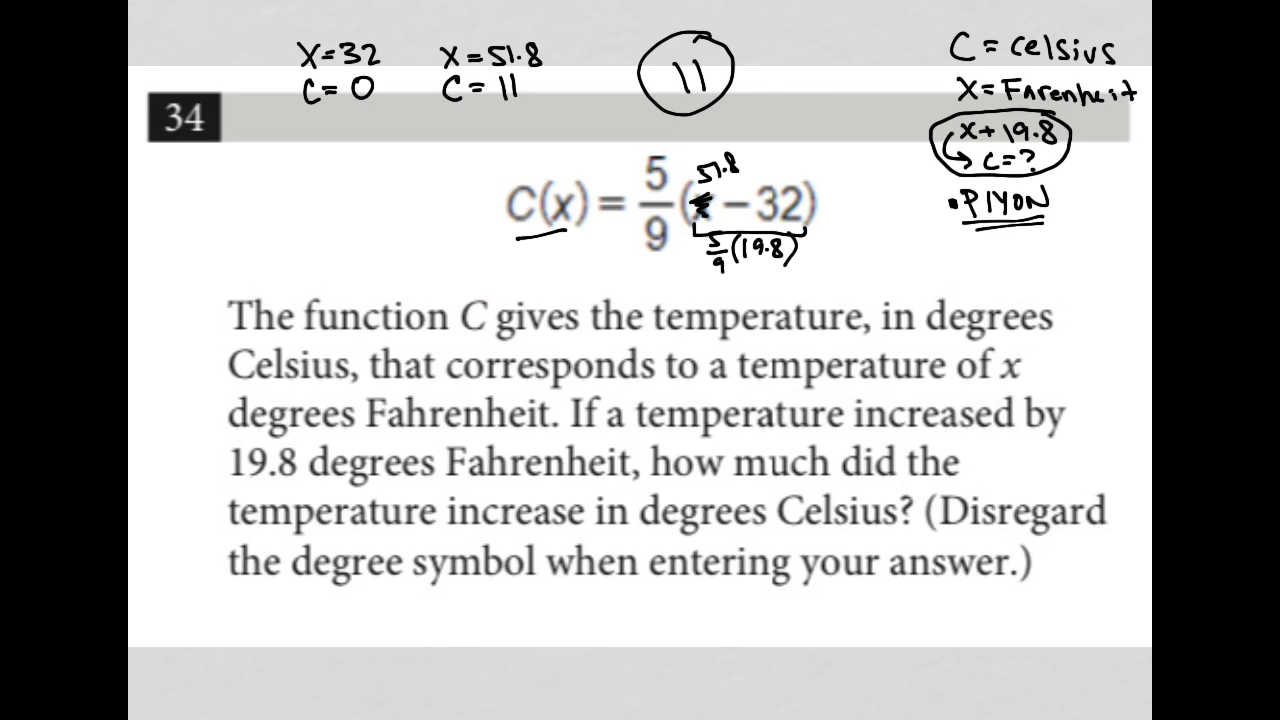 X=32 X=51.8 11 C = Celsius
C= 0 C= 11 X= Farenheit
34 x+ 19.8
→ C=?
51.8
C(x) = 5/9 (x − 32) • PIYON
5/9 (19.8)
The function C gives the temperature, in degrees
Celsius, that corresponds to a temperature of x
degrees Fahrenheit. If a temperature increased by
19.8 degrees Fahrenheit, how much did the
temperature increase in degrees Celsius? (Disregard
the degree symbol when entering your answer.)